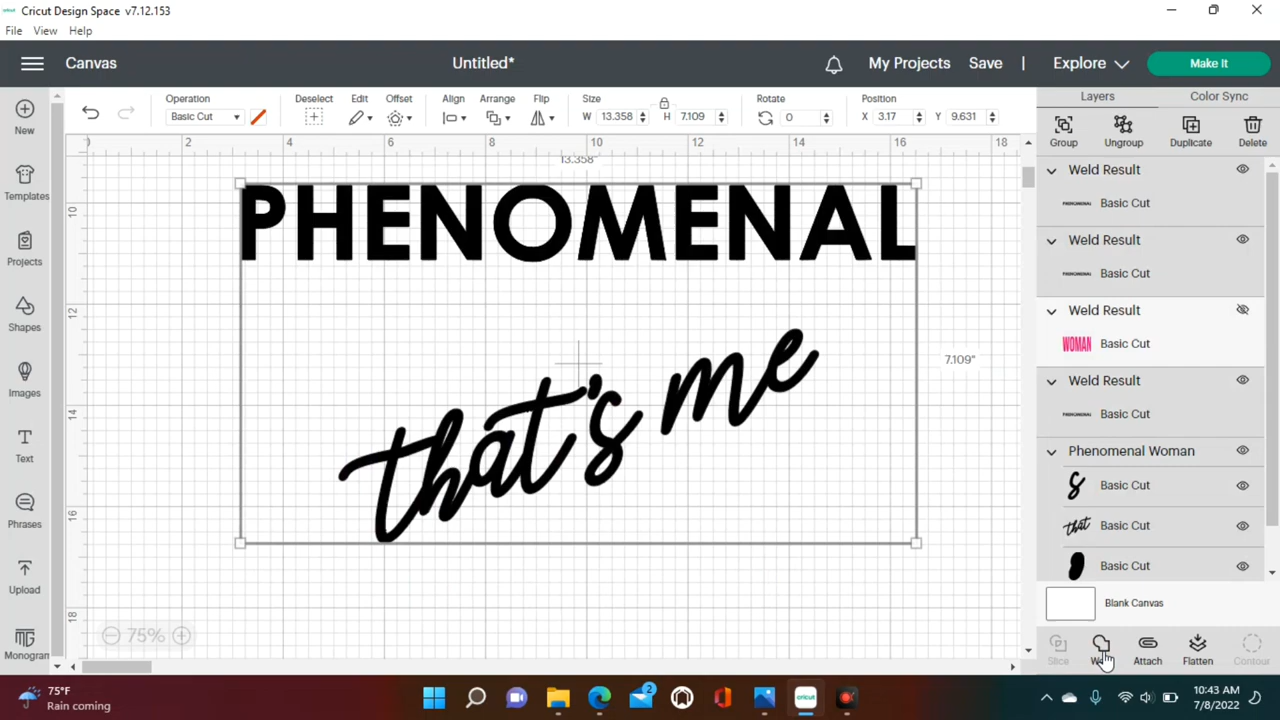 Cricut Design Space v7.12.153
File View Help
Canvas Untitled* My Projects Save | Explore Make It
Operation Deselect Edit Offset Align Arrange Flip Size Rotate Position
Basic Cut W 13.358 H 7.109 0 X 3.17 Y 9.631
Layers Color Sync
Group Ungroup Duplicate Delete
New
Templates
Projects
Shapes
Images
Text
Phrases
Upload
Monogram
0 2 4 6 8 10 12 14 16 18
10
12
14
16
18
13.358"
PHENOMENAL
that's me
7.109"
75%
Weld Result
PHENOMENAL Basic Cut
Weld Result
PHENOMENAL Basic Cut
Weld Result
WOMAN Basic Cut
Weld Result
PHENOMENAL Basic Cut
Phenomenal Woman
s Basic Cut
that Basic Cut
Basic Cut
Blank Canvas
Slice Attach Flatten Contour
75°F
Rain coming
2
cricut
10:43 AM
7/8/2022